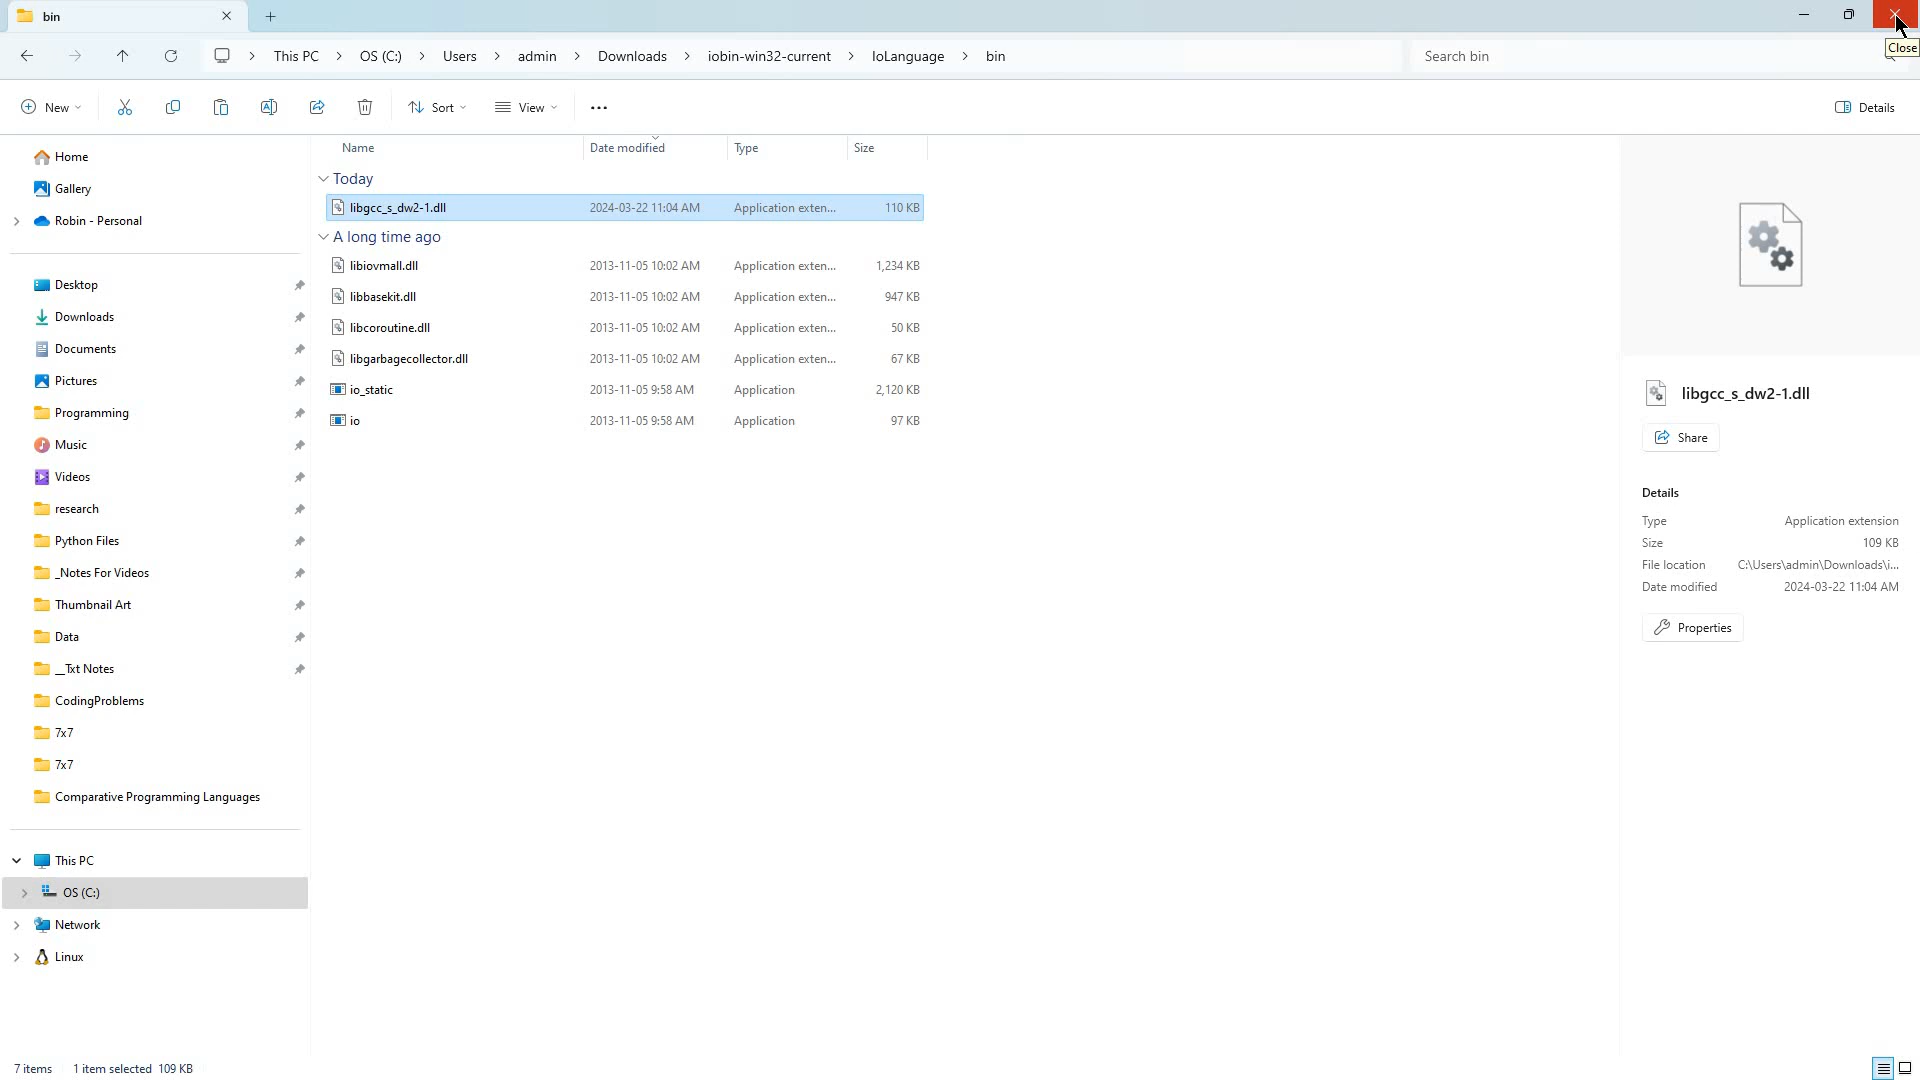 bin
Close
This PC > OS (C:) > Users > admin > Downloads > iobin-win32-current > IoLanguage > bin
Search bin
New
Sort
View
Details
Home
Gallery
Robin - Personal
Desktop
Downloads
Documents
Pictures
Programming
Music
Videos
research
Python Files
_Notes For Videos
Thumbnail Art
Data
__Txt Notes
CodingProblems
7x7
7x7
Comparative Programming Languages
This PC
OS (C:)
Network
Linux
Name Date modified Type Size
Today
libgcc_s_dw2-1.dll 2024-03-22 11:04 AM Application exten... 110 KB
A long time ago
libiovmall.dll 2013-11-05 10:02 AM Application exten... 1,234 KB
libbasekit.dll 2013-11-05 10:02 AM Application exten... 947 KB
libcoroutine.dll 2013-11-05 10:02 AM Application exten... 50 KB
libgarbagecollector.dll 2013-11-05 10:02 AM Application exten... 67 KB
io_static 2013-11-05 9:58 AM Application 2,120 KB
io 2013-11-05 9:58 AM Application 97 KB
libgcc_s_dw2-1.dll
Share
Details
Type Application extension
Size 109 KB
File location C:\Users\admin\Downloads\i...
Date modified 2024-03-22 11:04 AM
Properties
7 items 1 item selected 109 KB